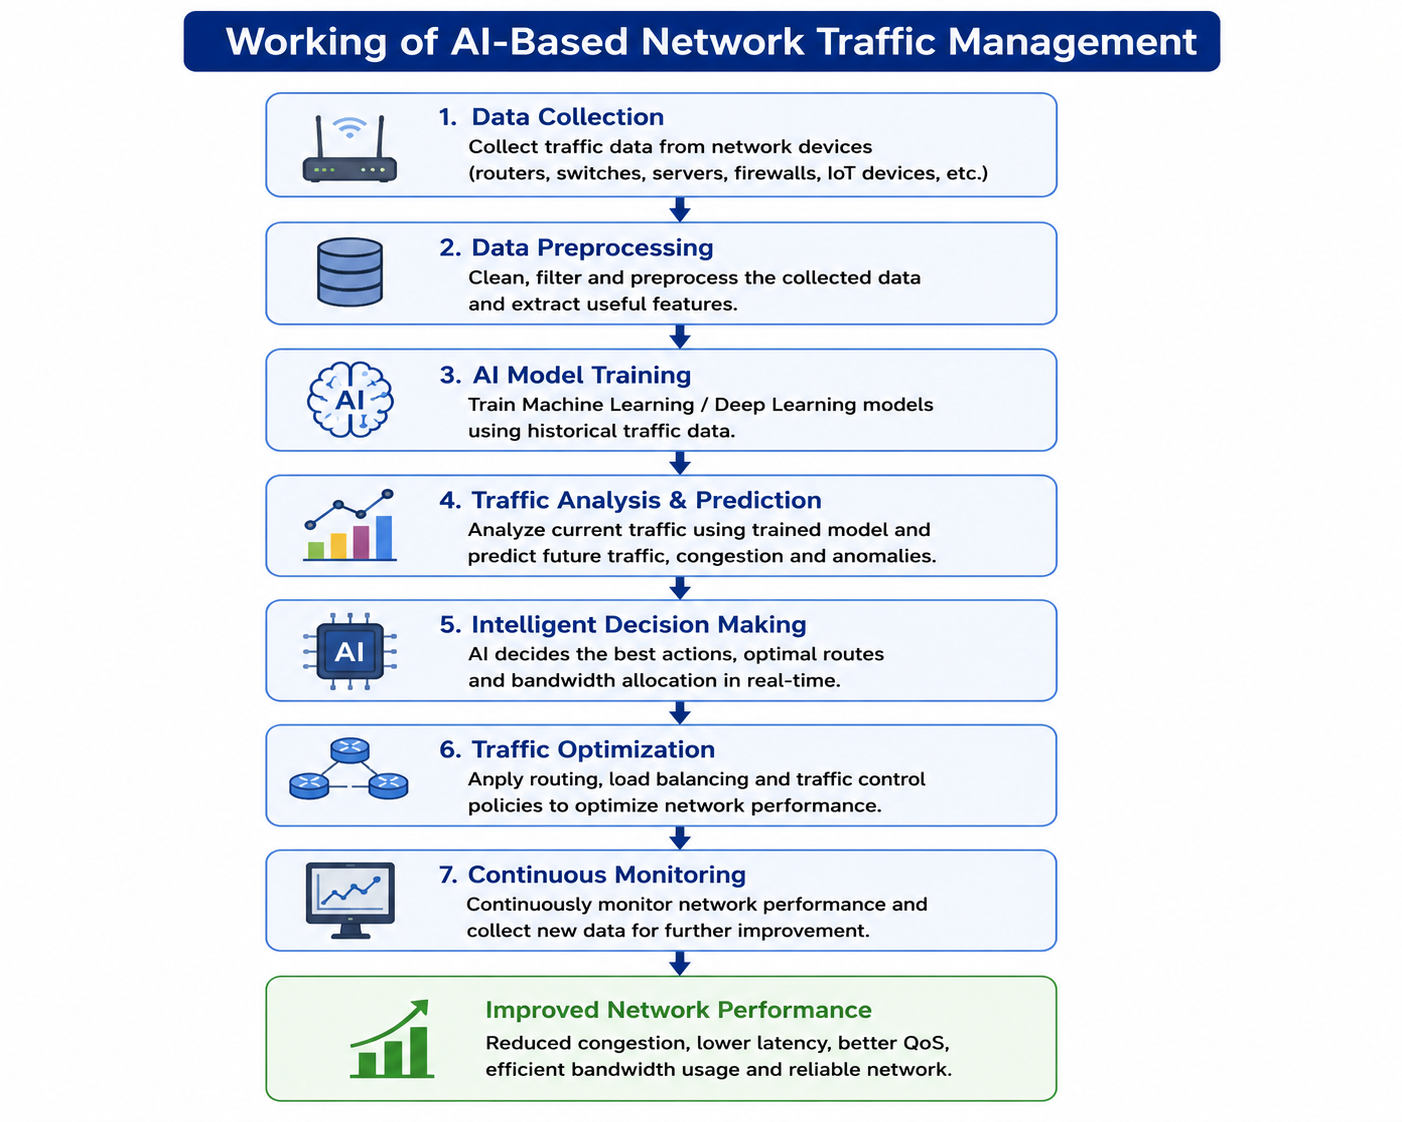 Working of AI-Based Network Traffic Management
1. Data Collection
Collect traffic data from network devices
(routers, switches, servers, firewalls, IoT devices, etc.)
2. Data Preprocessing
Clean, filter and preprocess the collected data
and extract useful features.
AI
3. AI Model Training
Train Machine Learning / Deep Learning models
using historical traffic data.
4. Traffic Analysis & Prediction
Analyze current traffic using trained model and
predict future traffic, congestion and anomalies.
AI
5. Intelligent Decision Making
AI decides the best actions, optimal routes
and bandwidth allocation in real-time.
6. Traffic Optimization
Anply routing, load balancing and traffic control
policies to optimize network performance.
7. Continuous Monitoring
Continuously monitor network performance and
collect new data for further improvement.
Improved Network Performance
Reduced congestion, lower latency, better QoS,
efficient bandwidth usage and reliable network.